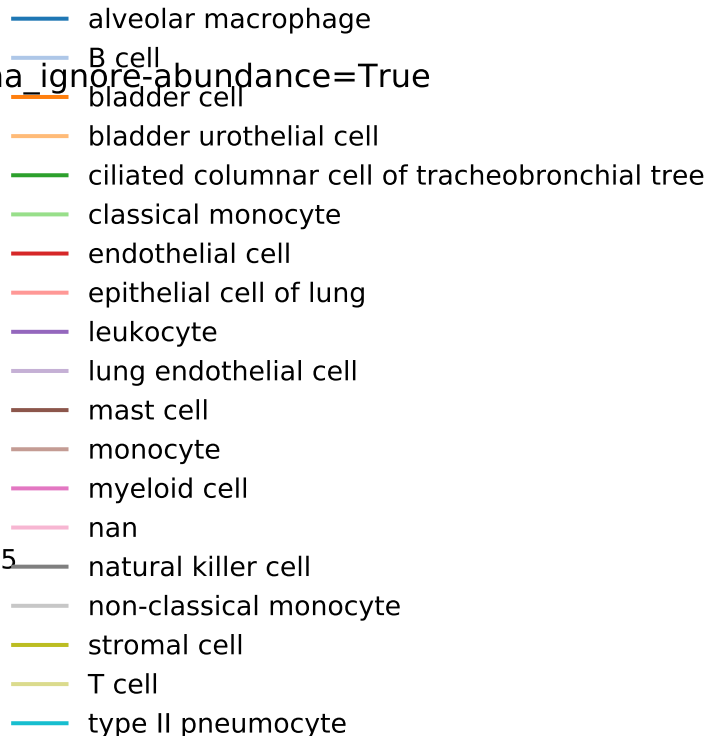 alveolar macrophage
B cell
na_ignore-abundance=True
bladder cell
bladder urothelial cell
ciliated columnar cell of tracheobronchial tree
classical monocyte
endothelial cell
epithelial cell of lung
leukocyte
lung endothelial cell
mast cell
monocyte
myeloid cell
nan
5
natural killer cell
non-classical monocyte
stromal cell
T cell
type II pneumocyte